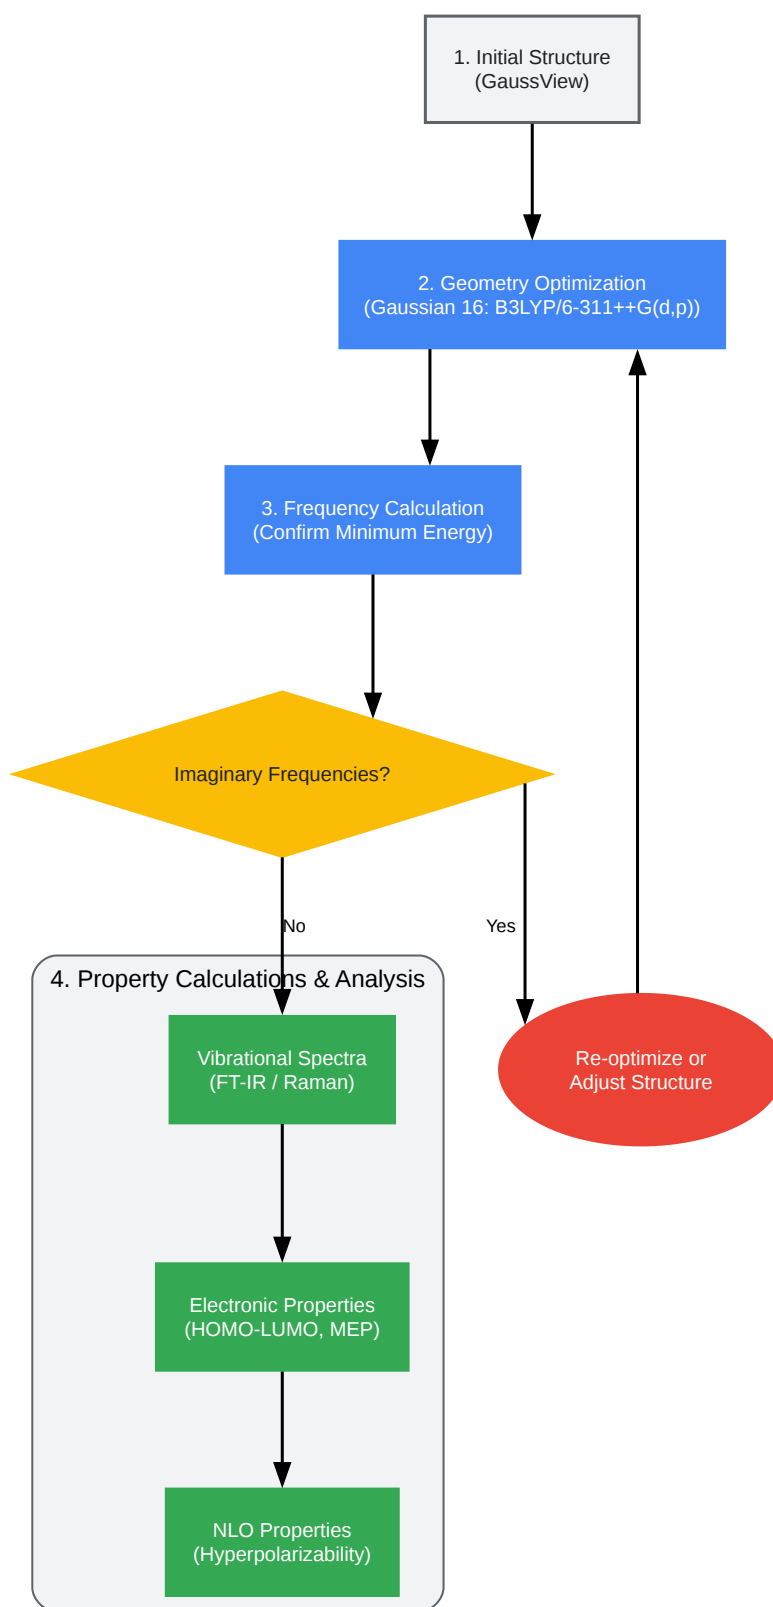 1. Initial Structure
(GaussView)
2. Geometry Optimization
(Gaussian 16: B3LYP/6-311++G(d,p))
3. Frequency Calculation
(Confirm Minimum Energy)
Imaginary Frequencies?
No
Yes
4. Property Calculations & Analysis
Vibrational Spectra
(FT-IR / Raman)
Re-optimize or
Adjust Structure
Electronic Properties
(HOMO-LUMO, MEP)
NLO Properties
(Hyperpolarizability)